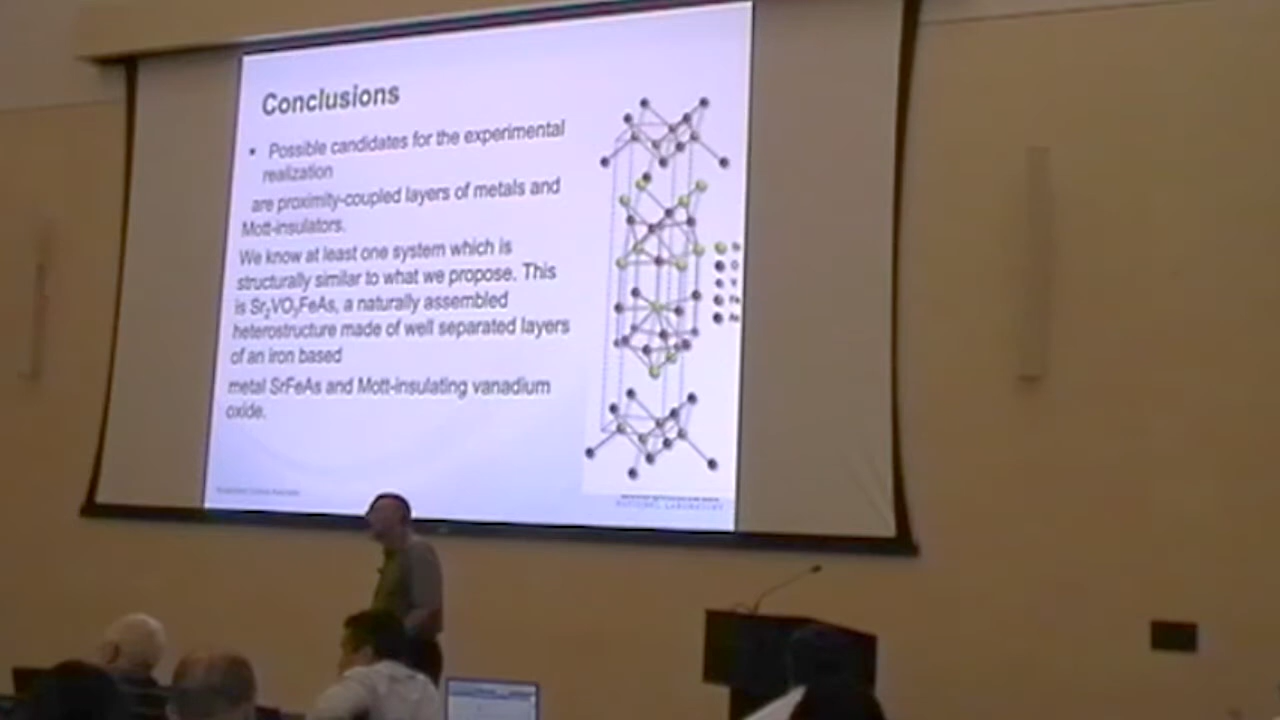 Conclusions
• Possible candidates for the experimental
realization
are proximity-coupled layers of metals and
Mott-insulators.
We know at least one system which is
structurally similar to what we propose. This
is Sr₂VO₃FeAs, a naturally assembled
heterostructure made of well separated layers
of an iron based
metal SrFeAs and Mott-insulating vanadium
oxide.
NATIONAL LABORATORY